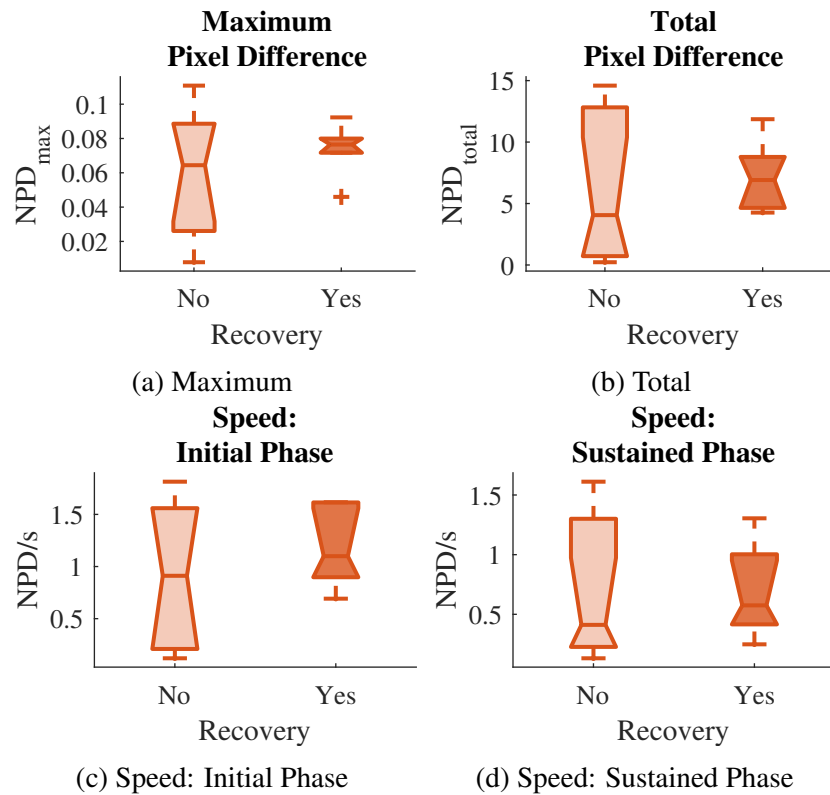 Maximum
Pixel Difference
0.1
0.08
0.06
0.04
0.02
NPD_max
No
Yes
Recovery
(a) Maximum
Total
Pixel Difference
15
10
5
0
NPD_total
No
Yes
Recovery
(b) Total
Speed:
Initial Phase
1.5
1
0.5
NPD/s
No
Yes
Recovery
(c) Speed: Initial Phase
Speed:
Sustained Phase
1.5
1
0.5
NPD/s
No
Yes
Recovery
(d) Speed: Sustained Phase